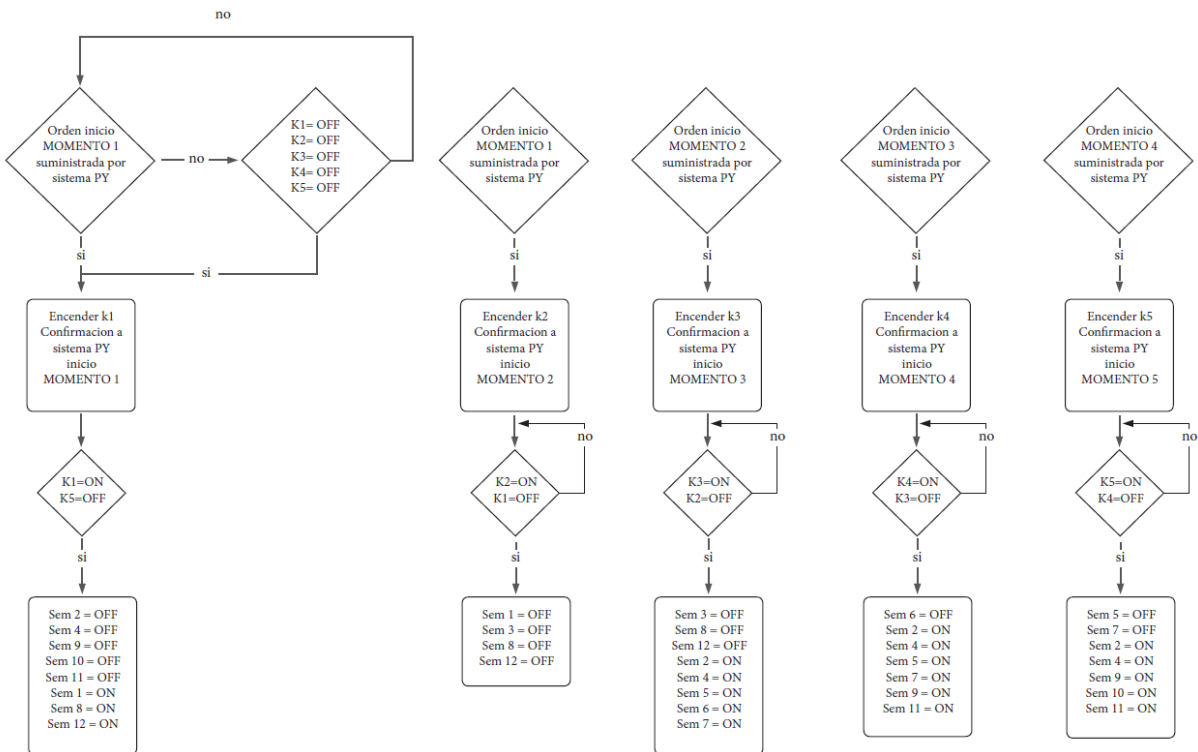 no
Orden inicio
MOMENTO 1
suministrada por
sistema PY
no
K1= OFF
K2= OFF
K3= OFF
K4= OFF
K5= OFF
si
si
Encender k1
Confirmacion a
sistema PY
inicio
MOMENTO 1
K1=ON
K5=OFF
si
Sem 2 = OFF
Sem 4 = OFF
Sem 9 = OFF
Sem 10 = OFF
Sem 11 = OFF
Sem 1 = ON
Sem 8 = ON
Sem 12 = ON
Orden inicio
MOMENTO 1
suministrada por
sistema PY
si
Encender k2
Confirmacion a
sistema PY
inicio
MOMENTO 2
no
K2=ON
K1=OFF
si
Sem 1 = OFF
Sem 3 = OFF
Sem 8 = OFF
Sem 12 = OFF
Orden inicio
MOMENTO 2
suministrada por
sistema PY
si
Encender k3
Confirmacion a
sistema PY
inicio
MOMENTO 3
no
K3=ON
K2=OFF
si
Sem 3 = OFF
Sem 8 = OFF
Sem 12 = OFF
Sem 2 = ON
Sem 4 = ON
Sem 5 = ON
Sem 6 = ON
Sem 7 = ON
Orden inicio
MOMENTO 3
suministrada por
sistema PY
si
Encender k4
Confirmacion a
sistema PY
inicio
MOMENTO 4
no
K4=ON
K3=OFF
si
Sem 6 = OFF
Sem 2 = ON
Sem 4 = ON
Sem 5 = ON
Sem 7 = ON
Sem 9 = ON
Sem 11 = ON
Orden inicio
MOMENTO 4
suministrada por
sistema PY
si
Encender k5
Confirmacion a
sistema PY
inicio
MOMENTO 5
no
K5=ON
K4=OFF
si
Sem 5 = OFF
Sem 7 = OFF
Sem 2 = ON
Sem 4 = ON
Sem 9 = ON
Sem 10 = ON
Sem 11 = ON